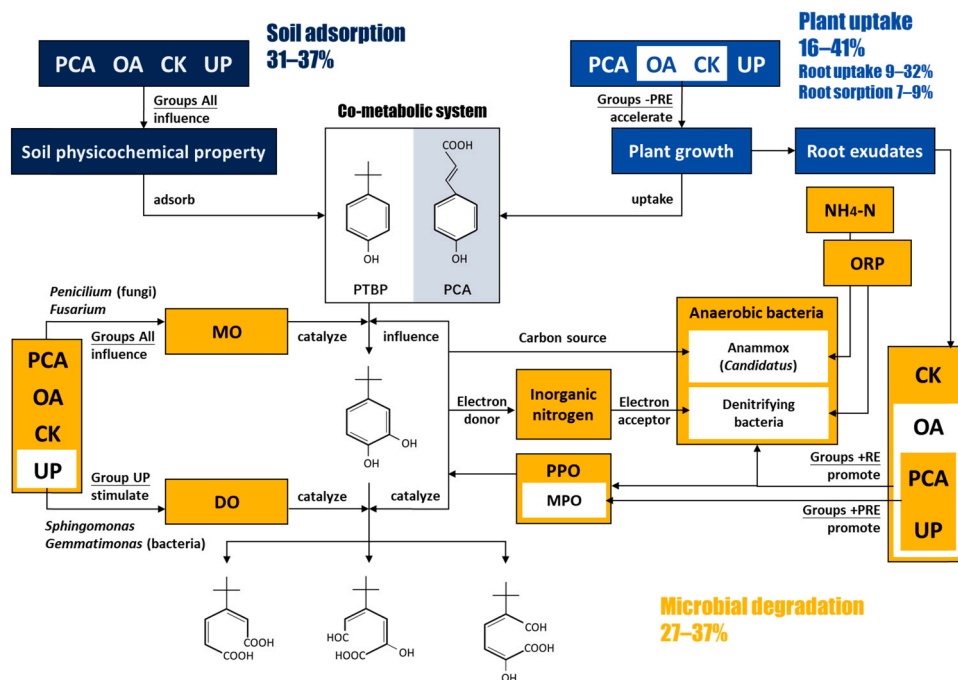 Soil adsorption
31–37%
PCA OA CK UP
Groups All
influence
Soil physicochemical property
adsorb
Co-metabolic system
OH
PTBP
COOH
OH
PCA
Plant uptake
16–41%
Root uptake 9–32%
Root sorption 7–9%
PCA OA CK UP
Groups -PRE
accelerate
Plant growth
Root exudates
uptake
NH4-N
ORP
Penicilium (fungi)
Fusarium
Groups All
influence
MO
catalyze
influence
PCA
OA
CK
UP
Group UP
stimulate
DO
catalyze
catalyze
Sphingomonas
Gemmatimonas (bacteria)
OH
OH
Carbon source
Electron
donor
Inorganic
nitrogen
Electron
acceptor
Anaerobic bacteria
Anammox
(Candidatus)
Denitrifying
bacteria
PPO
MPO
Groups +RE
promote
Groups +PRE
promote
CK
OA
PCA
UP
COOH
COOH
HOC
HOOC
OH
COH
COOH
OH
Microbial degradation
27–37%